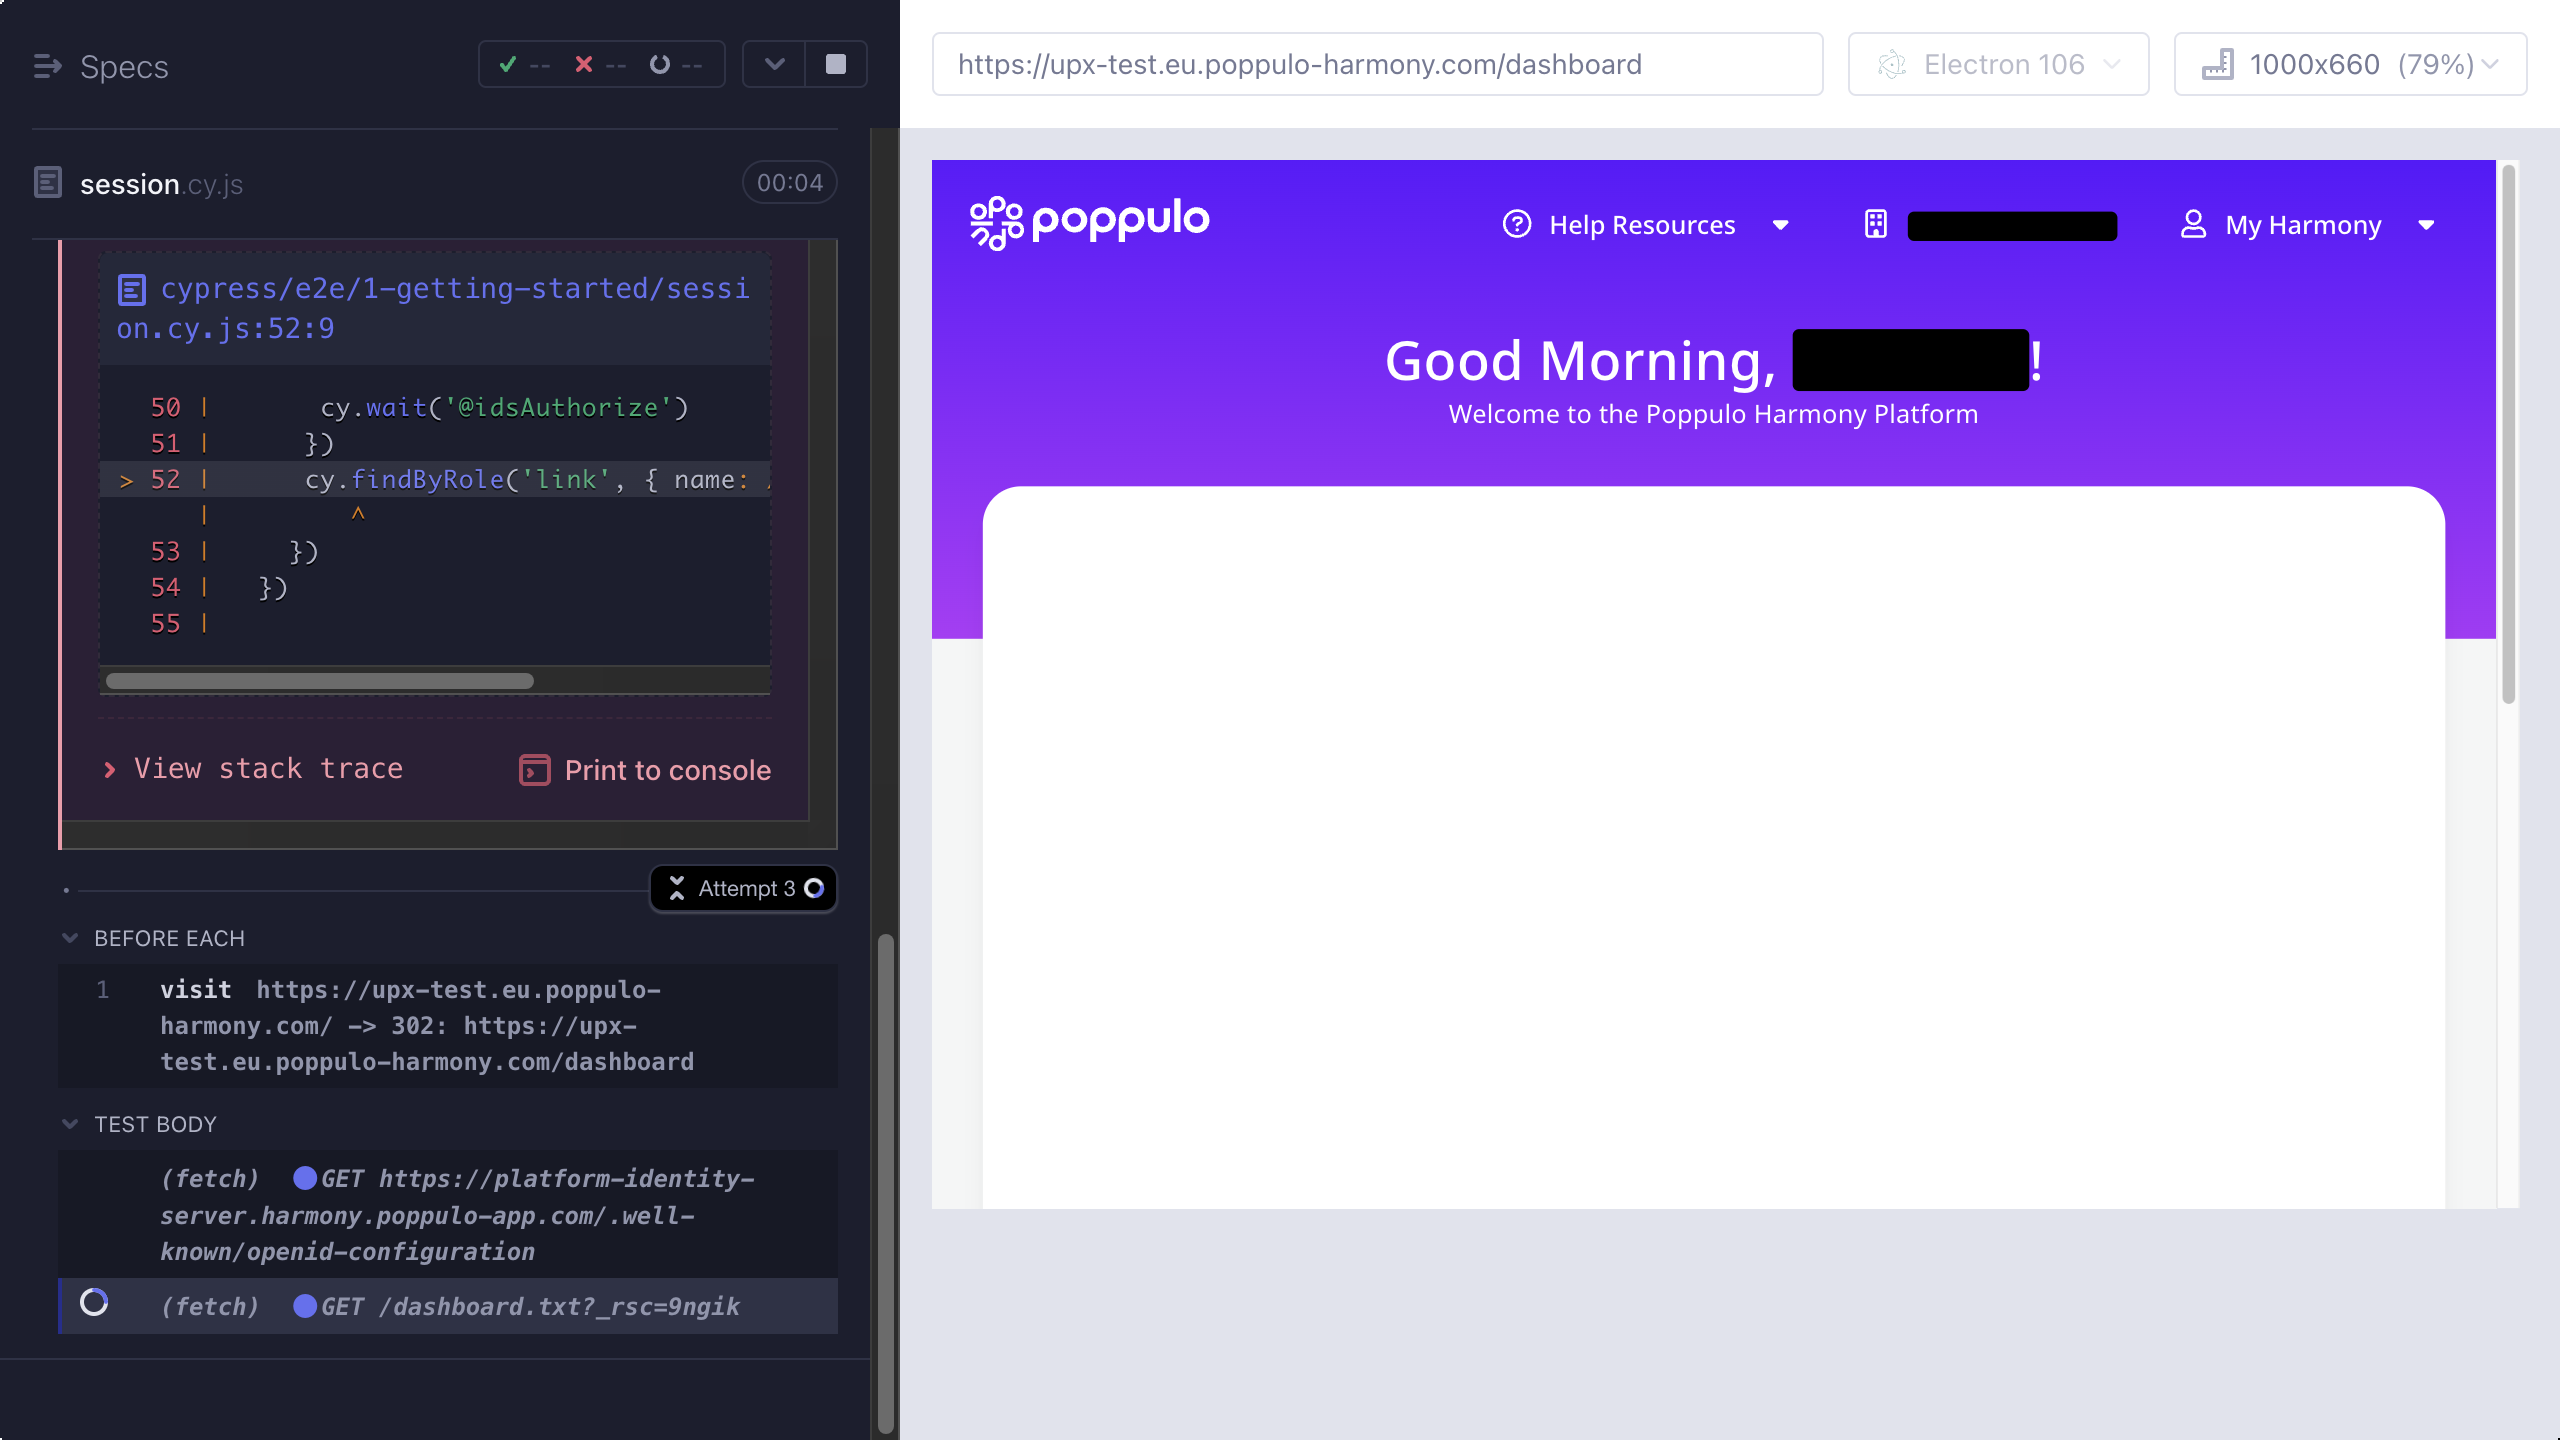 Specs
-- -- --
session.cy.js
00:04
cypress/e2e/1-getting-started/sessi
on.cy.js:52:9
50 | cy.wait('@idsAuthorize')
51 | })
> 52 | cy.findByRole('link', { name:
| ^
53 | })
54 | })
55 |
View stack trace
Print to console
Attempt 3
BEFORE EACH
1 visit https://upx-test.eu.poppulo-
harmony.com/ -> 302: https://upx-
test.eu.poppulo-harmony.com/dashboard
TEST BODY
(fetch) GET https://platform-identity-
server.harmony.poppulo-app.com/.well-
known/openid-configuration
(fetch) GET /dashboard.txt?_rsc=9ngik
https://upx-test.eu.poppulo-harmony.com/dashboard
Electron 106
1000x660 (79%)
poppulo
Help Resources
My Harmony
Good Morning, !
Welcome to the Poppulo Harmony Platform